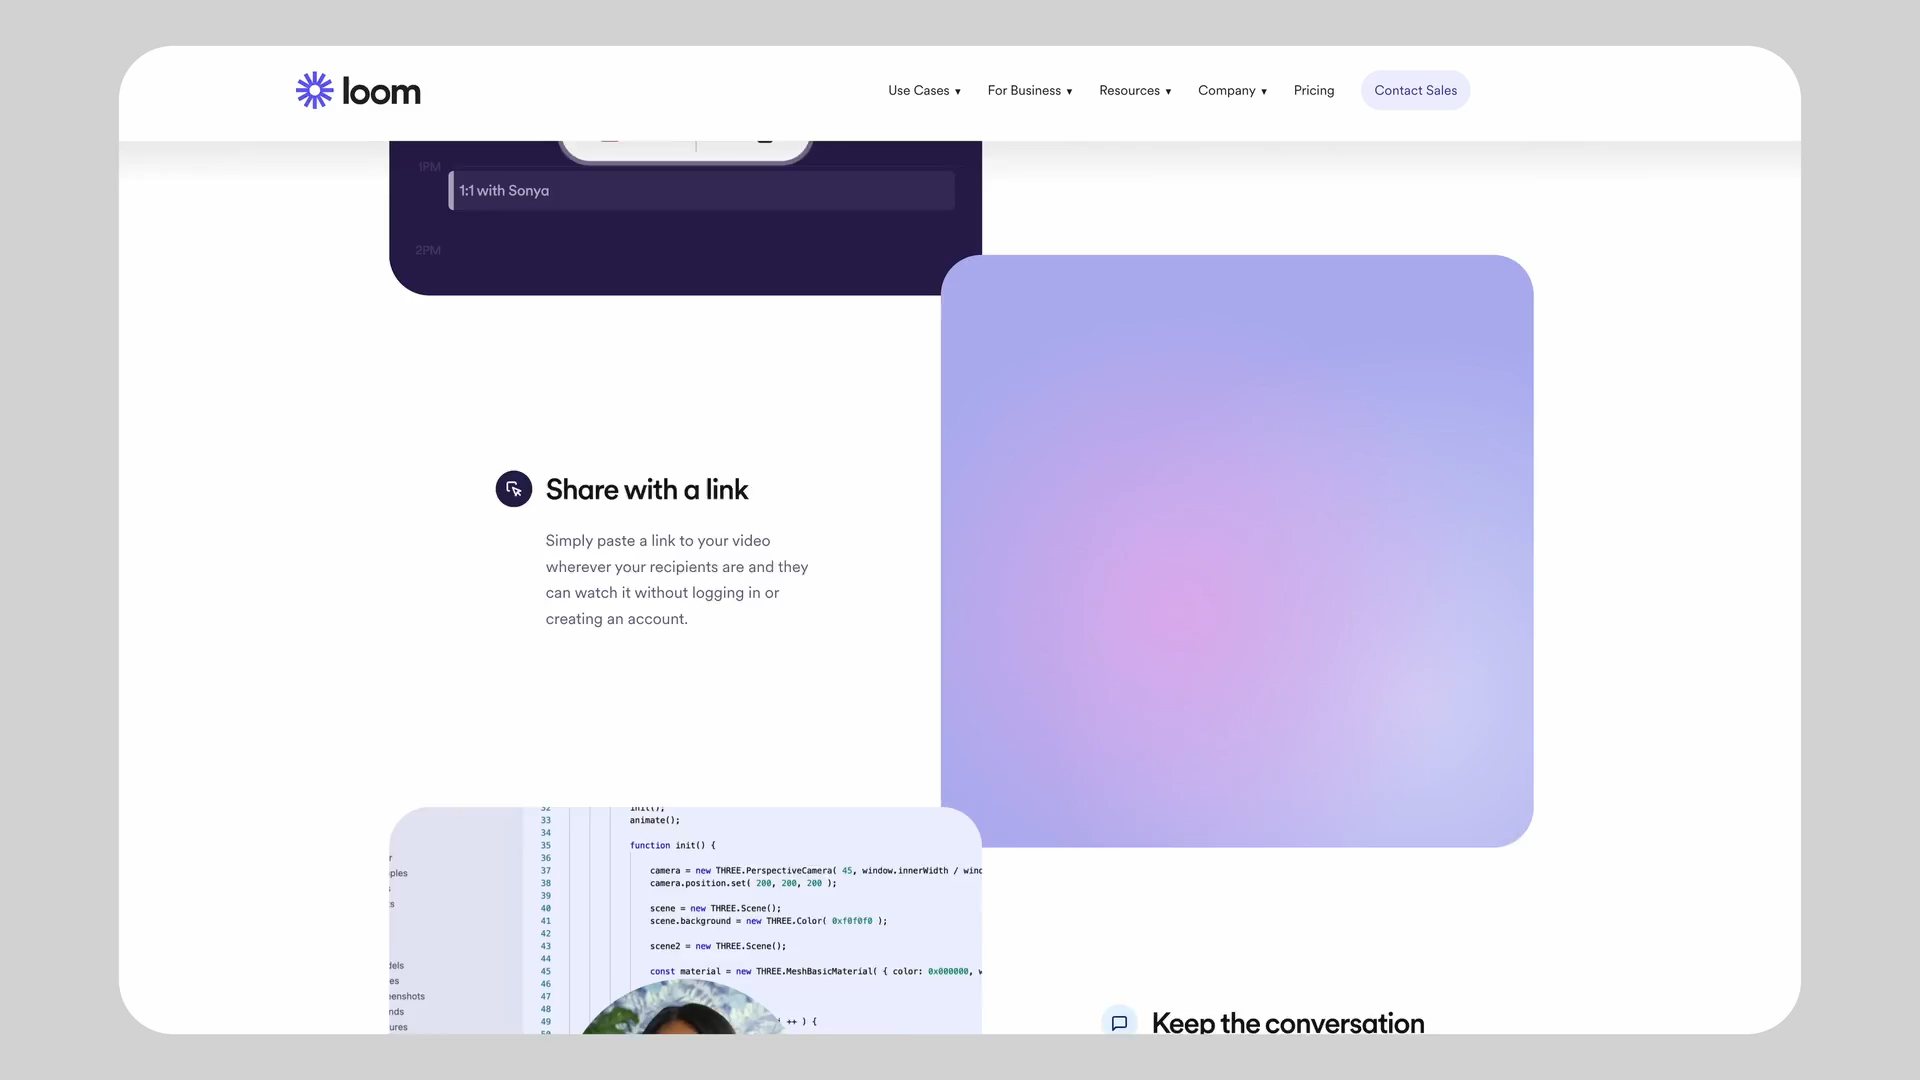 loom
Use Cases ▾
For Business ▾
Resources ▾
Company ▾
Pricing
Contact Sales
1PM
1:1 with Sonya
2PM
Share with a link
Simply paste a link to your video
wherever your recipients are and they
can watch it without logging in or
creating an account.
32 init();
33 animate();
34
35 function init() {
36
37 camera = new THREE.PerspectiveCamera( 45, window.innerWidth /
38 camera.position.set( 200, 200, 200 );
39
40 scene = new THREE.Scene();
41 scene.background = new THREE.Color( 0xf0f0f0 );
42
43 scene2 = new THREE.Scene();
44
45 const material = new THREE.MeshBasicMaterial( { color: 0x000000,
46
47
48
49 ++ ) {
Keep the conversation